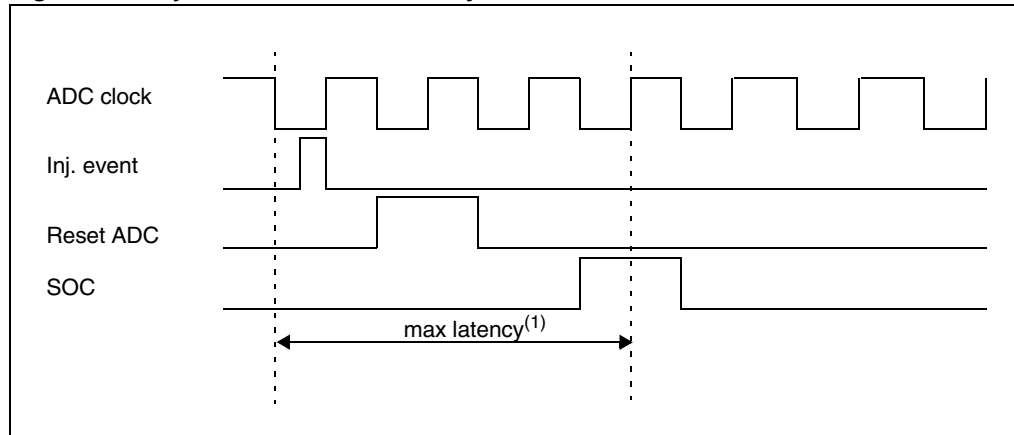 ADC clock
Inj. event
Reset ADC
SOC
max latency(1)